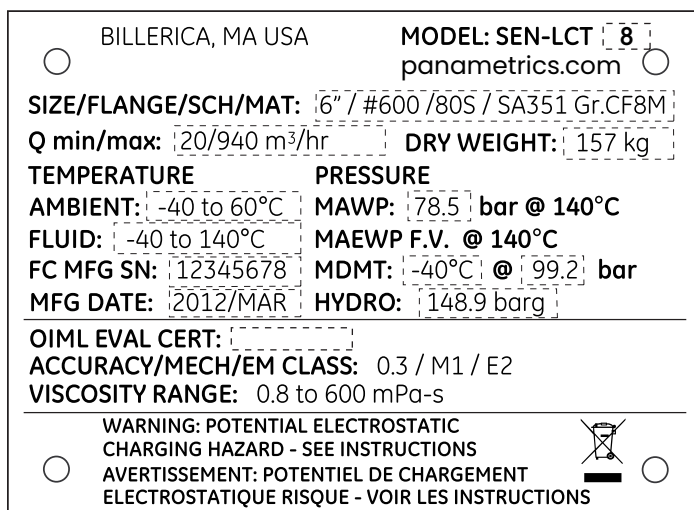 BILLERICA, MA USA MODEL: SEN-LCT 8
panametrics.com
SIZE/FLANGE/SCH/MAT: 6” / #600 /80S / SA351 Gr.CF8M
Q min/max: 20/940 m³/hr DRY WEIGHT: 157 kg
TEMPERATURE PRESSURE
AMBIENT: -40 to 60°C MAWP: 78.5 bar @ 140°C
FLUID: -40 to 140°C MAEWP F.V. @ 140°C
FC MFG SN: 12345678 MDMT: -40°C @ 99.2 bar
MFG DATE: 2012/MAR HYDRO: 148.9 barg
OIML EVAL CERT:
ACCURACY/MECH/EM CLASS: 0.3 / M1 / E2
VISCOSITY RANGE: 0.8 to 600 mPa-s
WARNING: POTENTIAL ELECTROSTATIC
CHARGING HAZARD - SEE INSTRUCTIONS
AVERTISSEMENT: POTENTIEL DE CHARGEMENT
ELECTROSTATIQUE RISQUE - VOIR LES INSTRUCTIONS